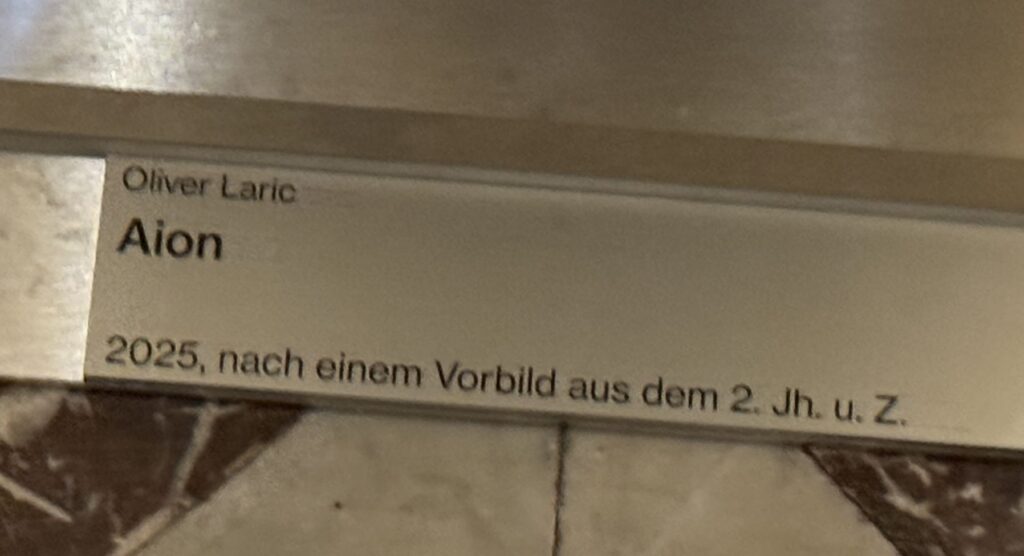 Oliver Laric
Aion
2025, nach einem Vorbild aus dem 2. Jh. u. Z.